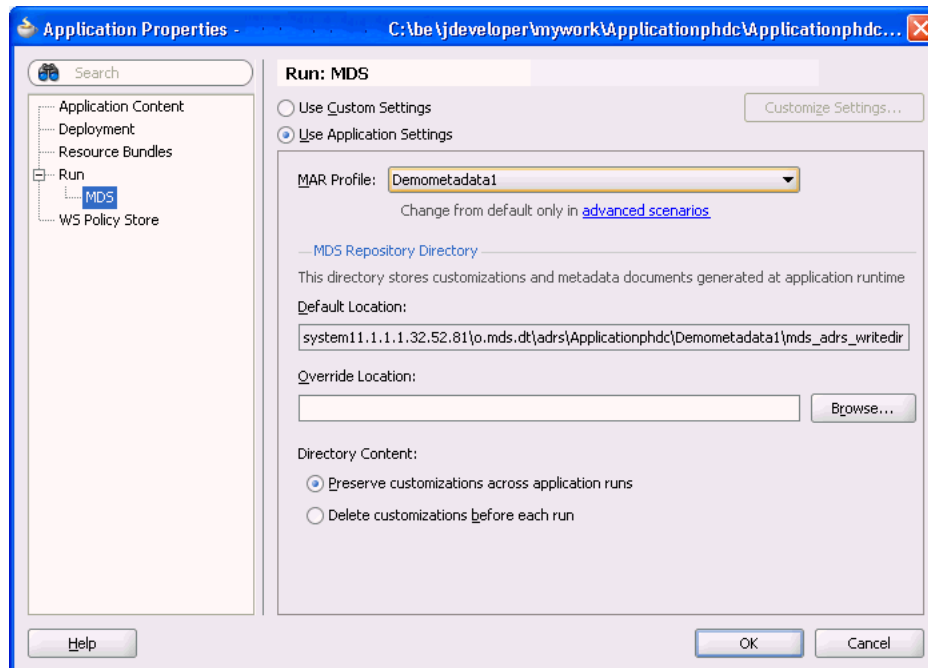 Application Properties - C:\be\jdeveloper\mywork\Applicationphdc\Applicationphdc...
Search
Application Content
Deployment
Resource Bundles
Run
MDS
WS Policy Store
Run: MDS
Use Custom Settings
Customize Settings...
Use Application Settings
MAR Profile: Demometadata1
Change from default only in advanced scenarios
MDS Repository Directory
This directory stores customizations and metadata documents generated at application runtime
Default Location:
system11.1.1.1.32.52.81\o.mds.dt\adrs\Applicationphdc\Demometadata1\mds_adrs_writedir
Override Location:
Browse...
Directory Content:
Preserve customizations across application runs
Delete customizations before each run
Help
OK
Cancel